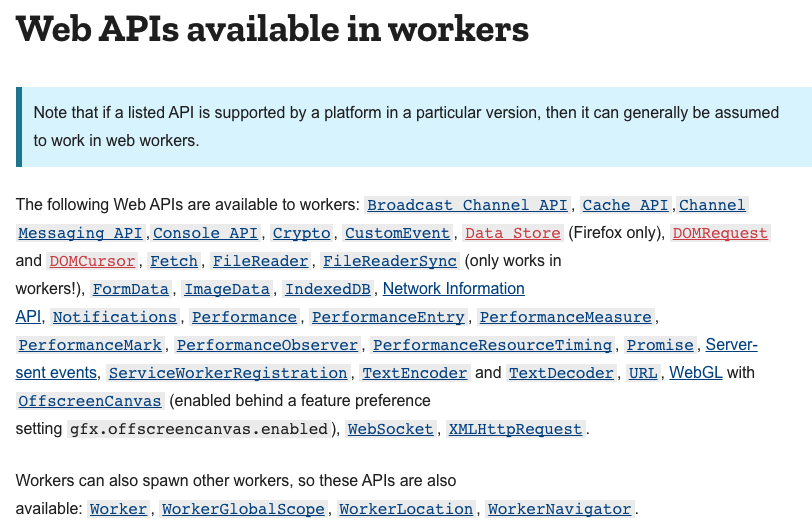 Web APIs available in workers
Note that if a listed API is supported by a platform in a particular version, then it can generally be assumed
to work in web workers.
The following Web APIs are available to workers: Broadcast Channel API, Cache API,Channel
Messaging API,Console API, Crypto, CustomEvent, Data Store (Firefox only), DOMRequest
and DOMCursor, Fetch, FileReader, FileReaderSync (only works in
workers!), FormData, ImageData, IndexedDB, Network Information
API, Notifications, Performance, PerformanceEntry, PerformanceMeasure,
PerformanceMark, PerformanceObserver, PerformanceResourceTiming, Promise, Server-
sent events, ServiceWorkerRegistration, TextEncoder and TextDecoder, URL, WebGL with
OffscreenCanvas (enabled behind a feature preference
setting gfx.offscreencanvas.enabled), WebSocket, XMLHttpRequest.
Workers can also spawn other workers, so these APIs are also
available: Worker, WorkerGlobalScope, WorkerLocation, WorkerNavigator.